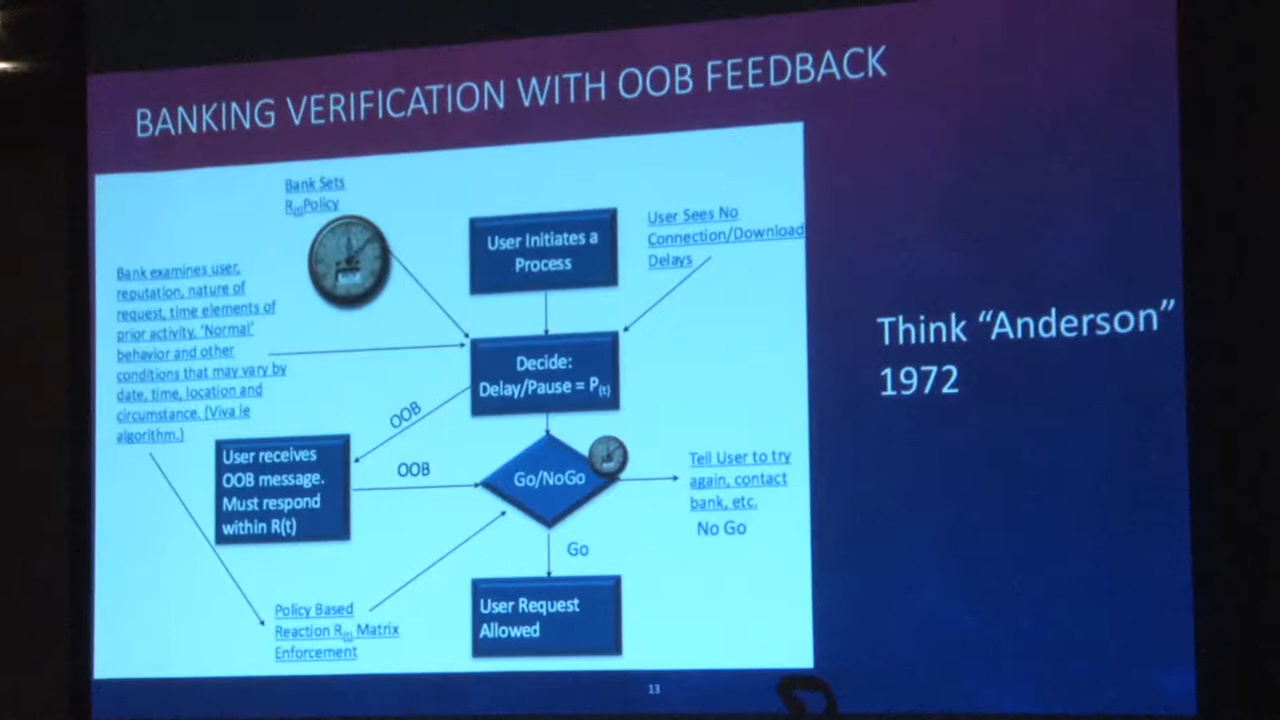 BANKING VERIFICATION WITH OOB FEEDBACK
Bank Sets
R(t)Policy
User Initiates a
Process
User Sees No
Connection/Download
Delays
Bank examines user,
reputation, nature of
request, time elements of
prior activity, 'Normal'
behavior and other
conditions that may vary by
date, time, location and
circumstance. (Viva le
algorithm.)
Decide:
Delay/Pause = P(t)
Think "Anderson"
1972
OOB
User receives
OOB message.
Must respond
within R(t)
OOB
Go/NoGo
Tell User to try
again, contact
bank, etc.
No Go
Go
Policy Based
Reaction R(t) Matrix
Enforcement
User Request
Allowed
13